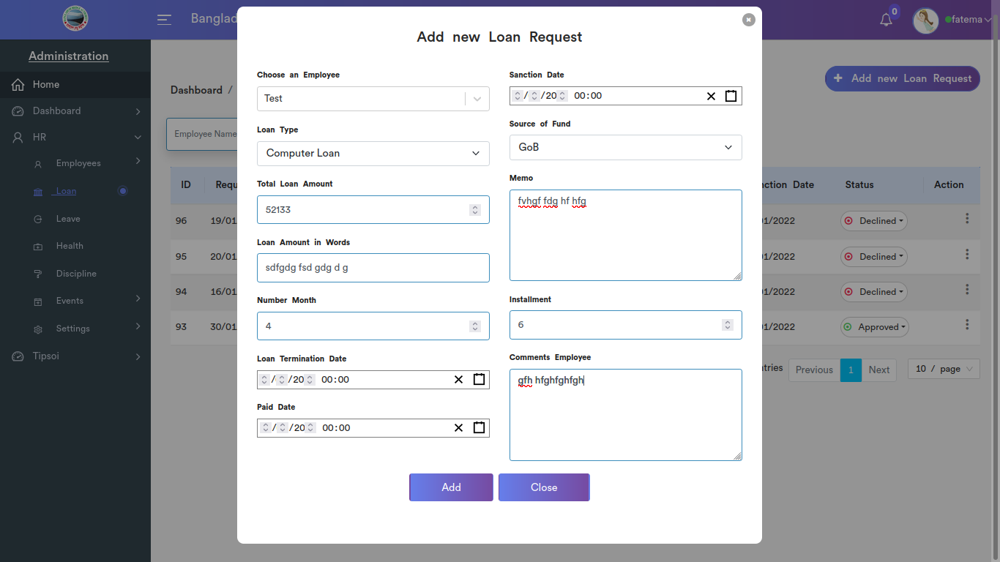 Banglad
0
fatema
Administration
Home
Dashboard
HR
Employees
Loan
Leave
Health
Discipline
Events
Settings
Tipsoi
Dashboard /
+ Add new Loan Request
Employee Name
ID Requ nction Date Status Action
96 19/01 01/2022 Declined
95 20/01 01/2022 Declined
94 16/01 01/2022 Declined
93 30/01 01/2022 Approved
ntries Previous 1 Next 10 / page
Add new Loan Request
Choose an Employee
Test
Loan Type
Computer Loan
Total Loan Amount
52133
Loan Amount in Words
sdfgdg fsd gdg d g
Number Month
4
Loan Termination Date
/ /20 00:00
Paid Date
/ /20 00:00
Sanction Date
/ /20 00:00
Source of Fund
GoB
Memo
fvhgf fdg hf hfg
Installment
6
Comments Employee
gfh hfghfghfgh
Add
Close